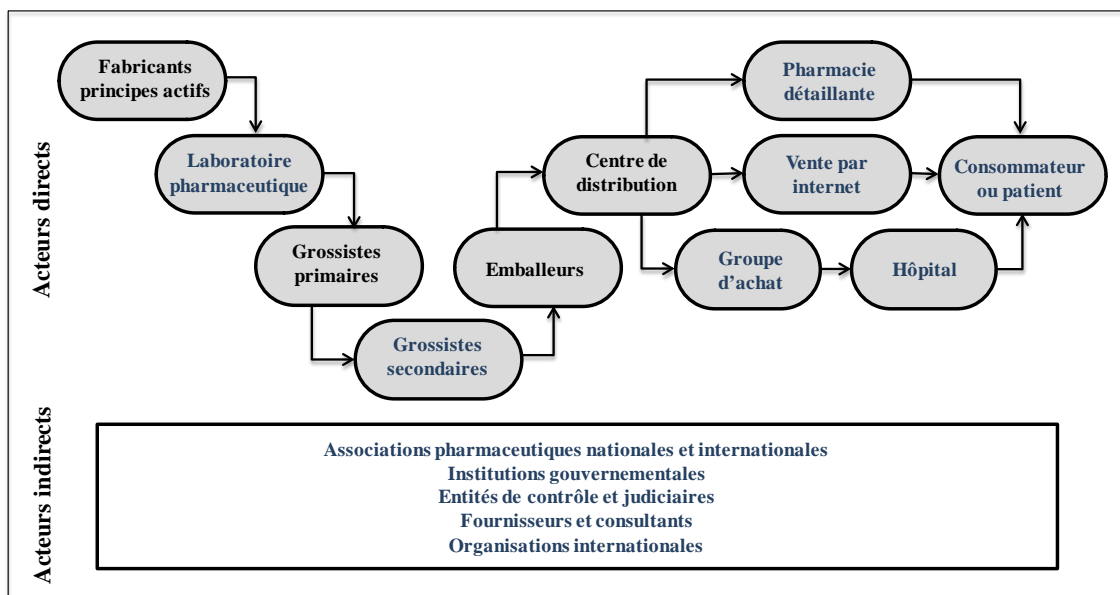 Acteurs directs
Fabricants
principes actifs
Laboratoire
pharmaceutique
Grossistes
primaires
Grossistes
secondaires
Emballeurs
Centre de
distribution
Pharmacie
détaillante
Vente par
internet
Groupe
d’achat
Hôpital
Consommateur
ou patient
Acteurs indirects
Associations pharmaceutiques nationales et internationales
Institutions gouvernementales
Entités de contrôle et judiciaires
Fournisseurs et consultants
Organisations internationales